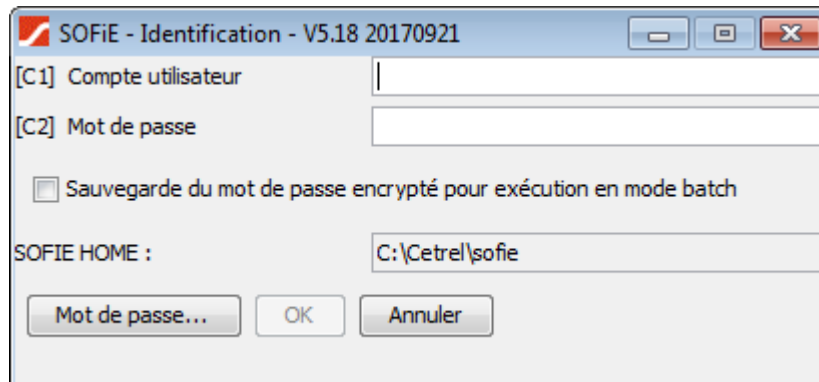 SOFiE - Identification - V5.18 20170921
[C1] Compte utilisateur
[C2] Mot de passe
Sauvegarde du mot de passe encrypté pour exécution en mode batch
SOFIE HOME : C:\Cetrel\sofie
Mot de passe... OK Annuler